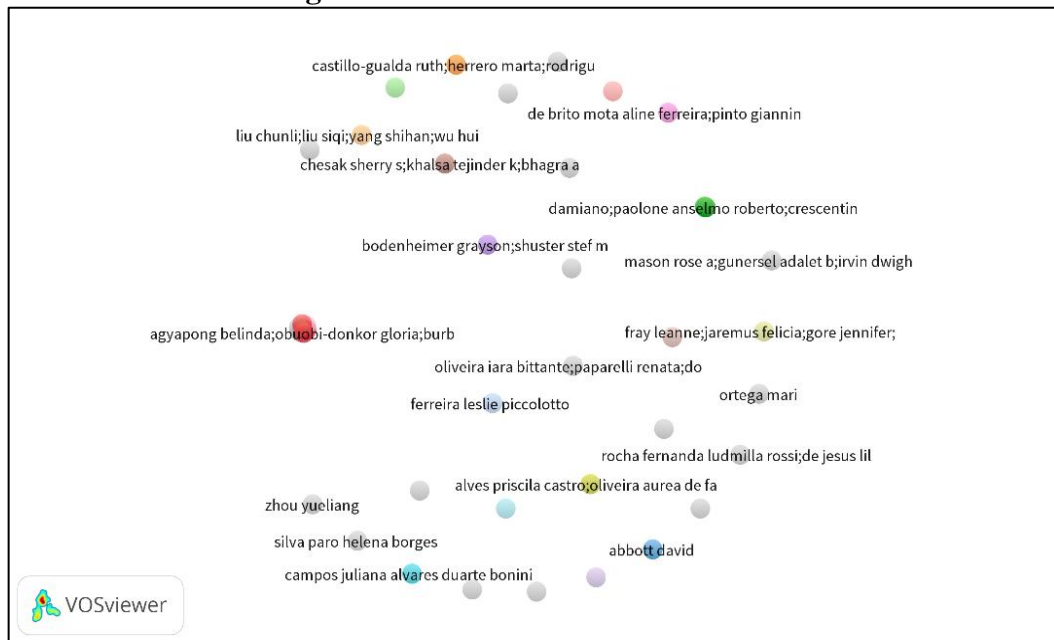 castillo-gualda ruth;herrero marta;rodrigu
de brito mota aline ferreira;pinto giannin
liu chunli;liu siqi;yang shihan;wu hui
chesak sherry s;khalsa tejinder k;bhagra a
damiano;paolone anselmo roberto;crescentin
bodenheimer grayson;shuster stef m
mason rose a;gunersel adalet b;irvin dwigh
agyapong belinda;obuobi-donkor gloria;burb
fray leanne;jaremus felicia;gore jennifer;
oliveira iara bittante;paparelli renata;do
ortega mari
ferreira leslie piccolotto
rocha fernanda ludmilla rossi;de jesus lil
alves priscila castro;oliveira aurea de fa
zhou yueliang
silva paro helena borges
abbott david
campos juliana alvares duarte bonini
VOSviewer